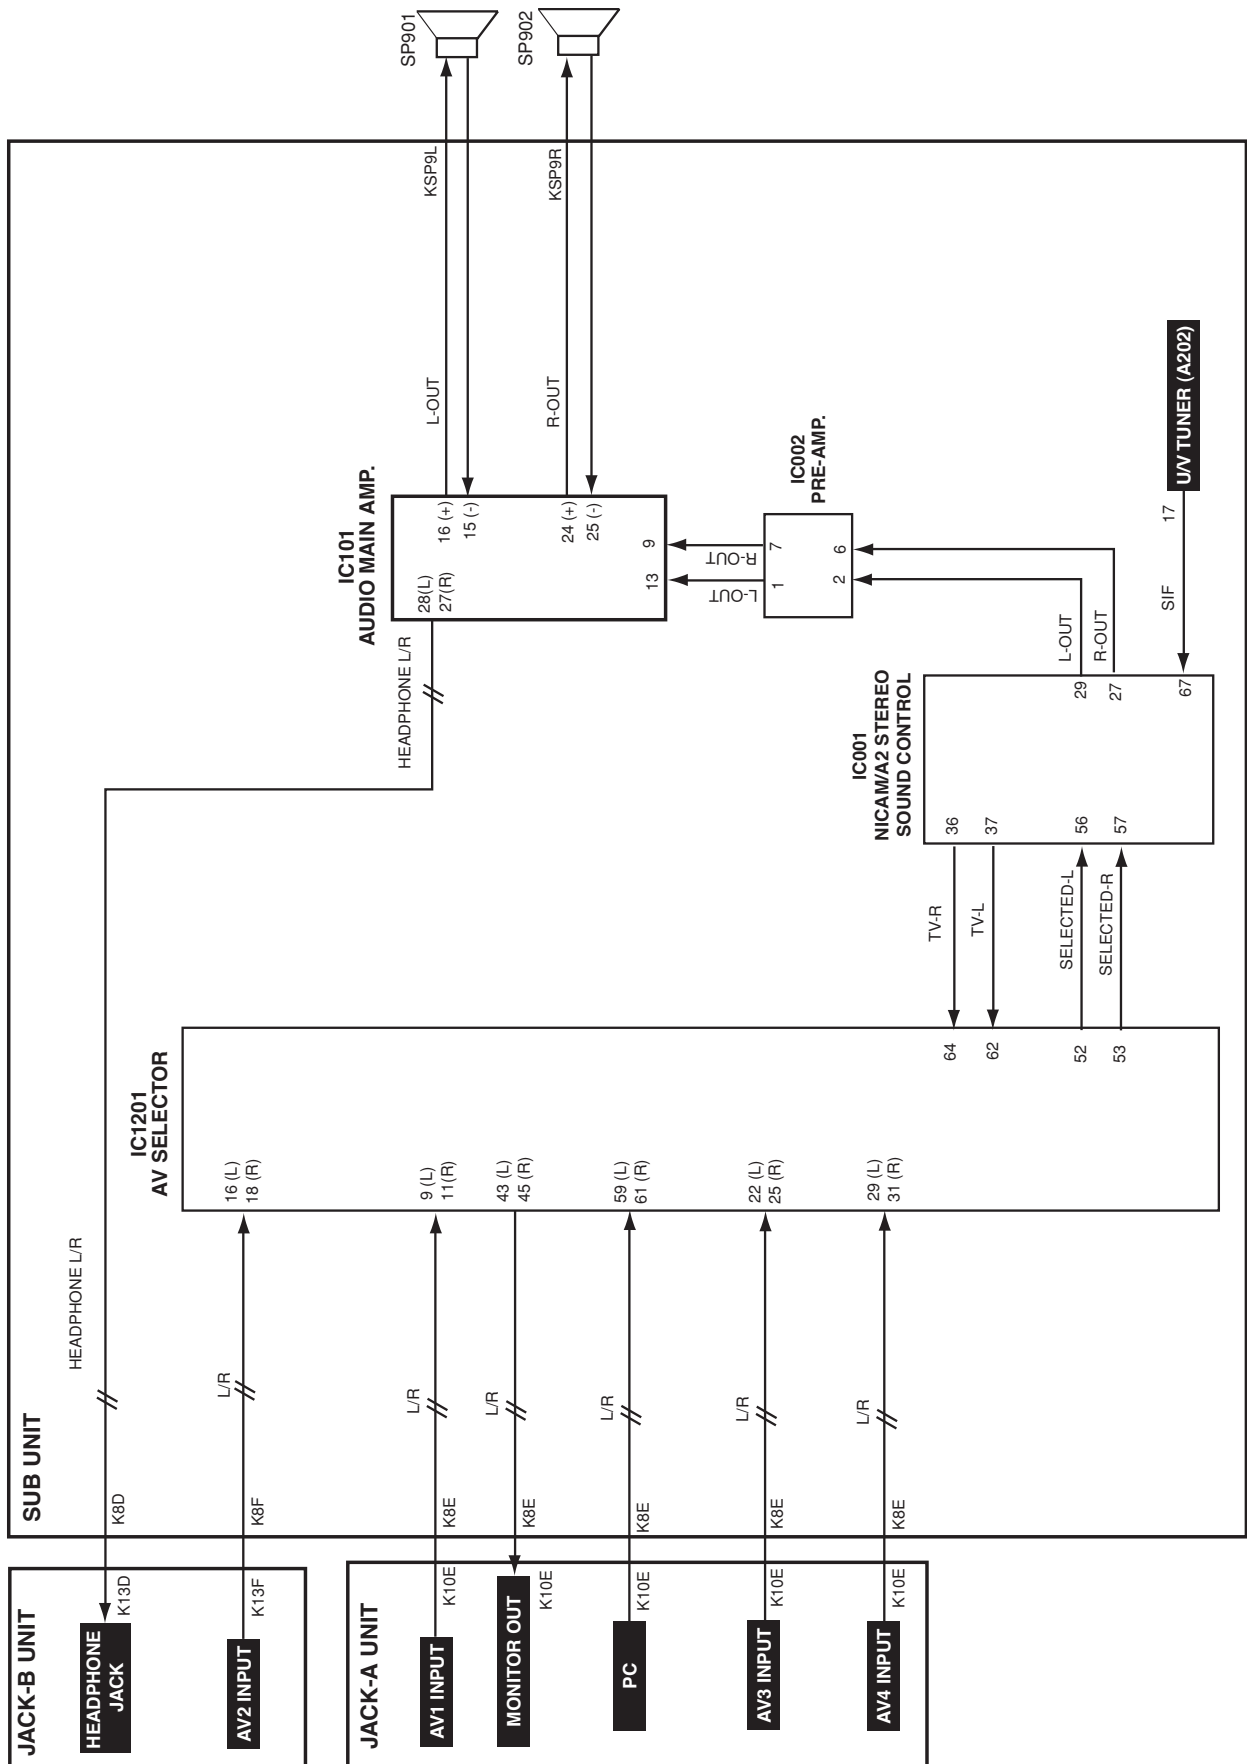 SUB UNIT
JACK-B UNIT
HEADPHONE
JACK
K13D
K8D
HEADPHONE L/R
AV2 INPUT
K13F
K8F
L/R
JACK-A UNIT
AV1 INPUT
K10E
K8E
L/R
MONITOR OUT
K10E
K8E
L/R
PC
K10E
K8E
L/R
AV3 INPUT
K10E
K8E
L/R
AV4 INPUT
K10E
K8E
L/R
IC1201
AV SELECTOR
16 (L)
18 (R)
9 (L)
11(R)
43 (L)
45 (R)
59 (L)
61 (R)
22 (L)
25 (R)
29 (L)
31 (R)
64
62
52
53
TV-R
TV-L
SELECTED-L
SELECTED-R
IC001
NICAM/A2 STEREO
SOUND CONTROL
36
37
56
57
29
27
67
L-OUT
R-OUT
SIF
17
U/V TUNER (A202)
IC002
PRE-AMP.
2
6
1
7
L-OUT
R-OUT
IC101
AUDIO MAIN AMP.
HEADPHONE L/R
28(L)
27(R)
13
9
16 (+)
15 (-)
24 (+)
25 (-)
L-OUT
R-OUT
KSP9L
KSP9R
SP901
SP902